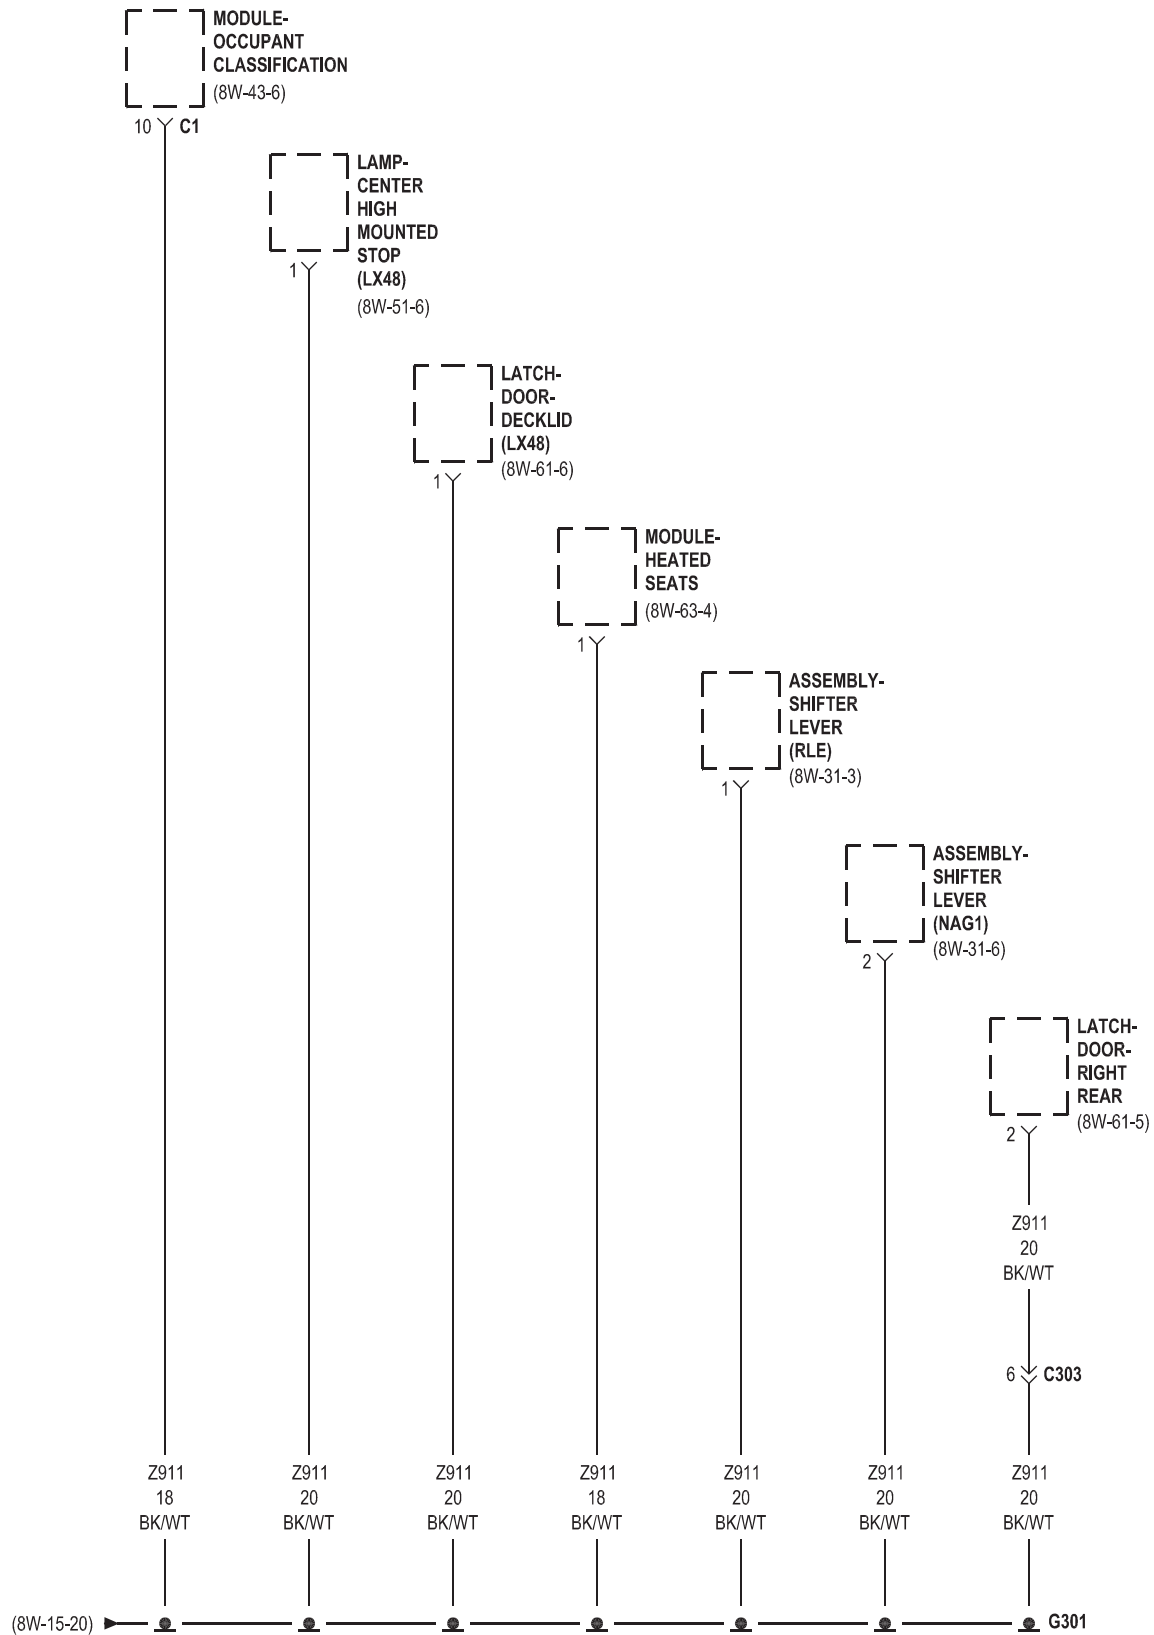 MODULE-
OCCUPANT
CLASSIFICATION
(8W-43-6)
10 C1
LAMP-
CENTER
HIGH
MOUNTED
STOP
(LX48)
(8W-51-6)
1
LATCH-
DOOR-
DECKLID
(LX48)
(8W-61-6)
1
MODULE-
HEATED
SEATS
(8W-63-4)
1
ASSEMBLY-
SHIFTER
LEVER
(RLE)
(8W-31-3)
1
ASSEMBLY-
SHIFTER
LEVER
(NAG1)
(8W-31-6)
2
LATCH-
DOOR-
RIGHT
REAR
(8W-61-5)
2
Z911
20
BK/WT
6 C303
Z911 Z911 Z911 Z911 Z911 Z911 Z911
18 20 20 18 20 20 20
BK/WT BK/WT BK/WT BK/WT BK/WT BK/WT BK/WT
(8W-15-20) G301